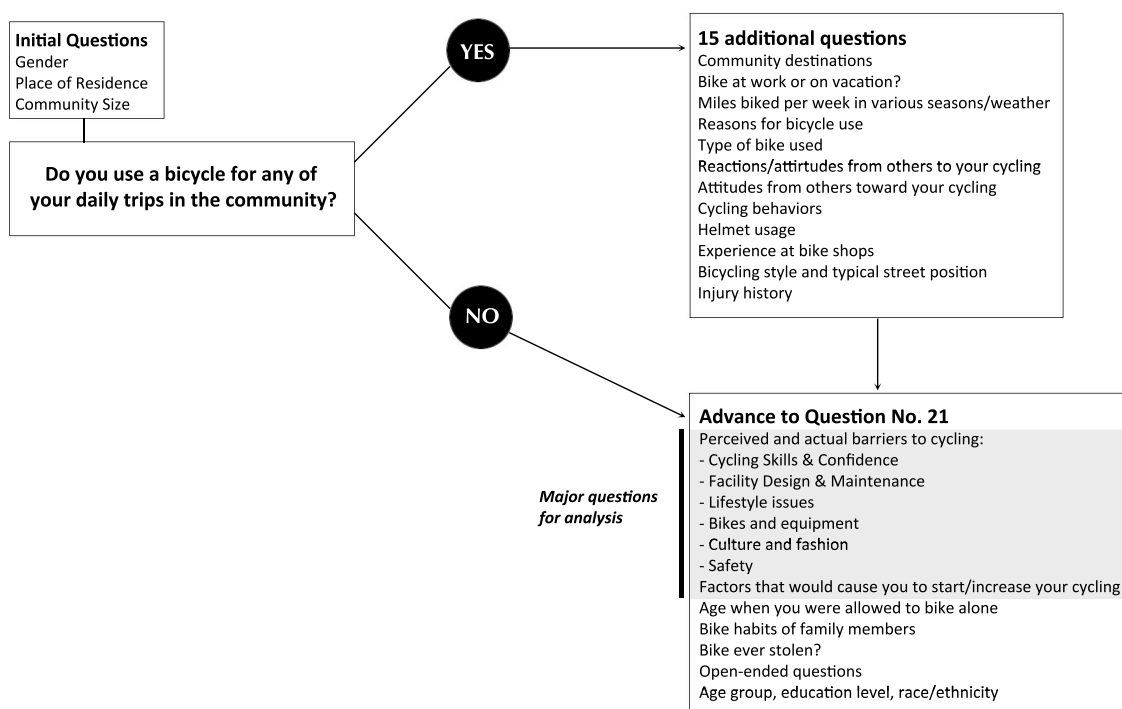 Initial Questions
Gender
Place of Residence
Community Size
Do you use a bicycle for any of
your daily trips in the community?
YES
NO
15 additional questions
Community destinations
Bike at work or on vacation?
Miles biked per week in various seasons/weather
Reasons for bicycle use
Type of bike used
Reactions/attirtudes from others to your cycling
Attitudes from others toward your cycling
Cycling behaviors
Helmet usage
Experience at bike shops
Bicycling style and typical street position
Injury history
Major questions
for analysis
Advance to Question No. 21
Perceived and actual barriers to cycling:
- Cycling Skills & Confidence
- Facility Design & Maintenance
- Lifestyle issues
- Bikes and equipment
- Culture and fashion
- Safety
Factors that would cause you to start/increase your cycling
Age when you were allowed to bike alone
Bike habits of family members
Bike ever stolen?
Open-ended questions
Age group, education level, race/ethnicity